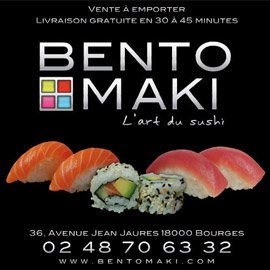 Vente à emporter
Livraison gratuite en 30 à 45 minutes
BENTO
MAKI
L'art du sushi
36, Avenue Jean Jaures 18000 Bourges
02 48 70 63 32
www.bentomaki.com